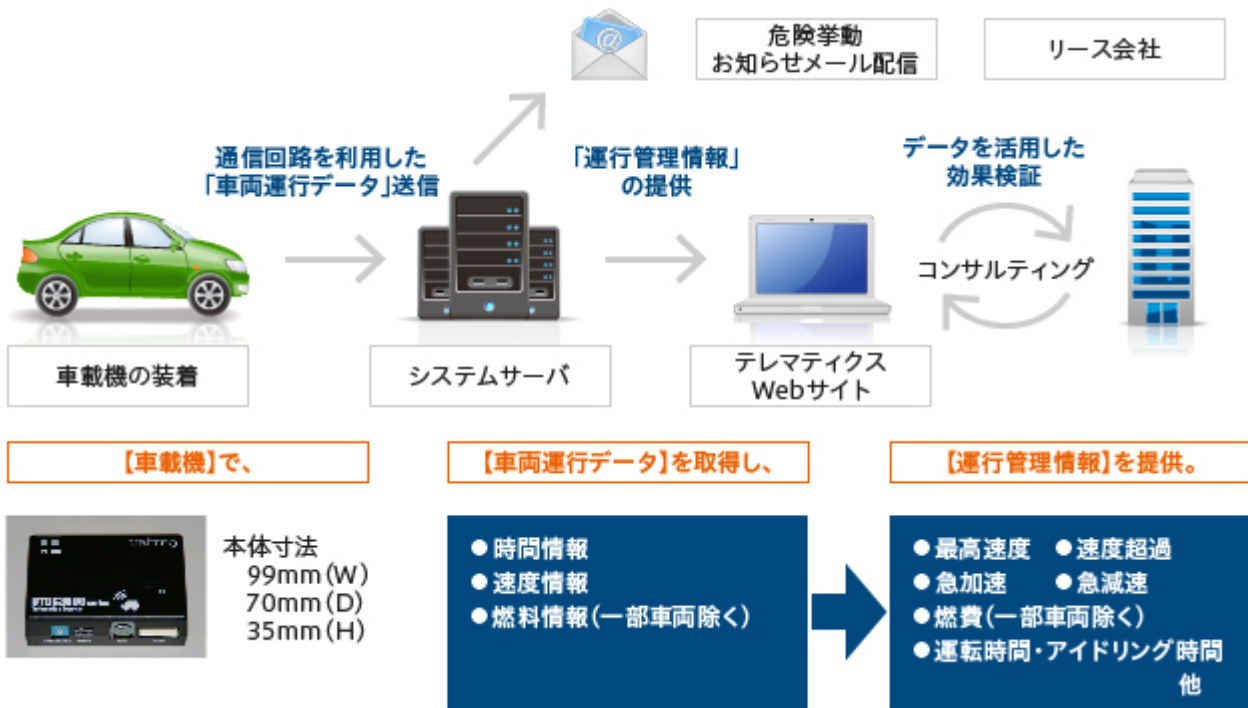 危険挙動
お知らせメール配信
リース会社
通信回路を利用した
「車両運行データ」送信
「運行管理情報」
の提供
データを活用した
効果検証
コンサルティング
車載機の装着
システムサーバ
テレマティクス
Webサイト
【車載機】で、
【車両運行データ】を取得し、
【運行管理情報】を提供。
本体寸法
99mm(W)
70mm(D)
35mm(H)
●時間情報
●速度情報
●燃料情報(一部車両除く)
●最高速度 ●速度超過
●急加速 ●急減速
●燃費(一部車両除く)
●運転時間・アイドリング時間
他